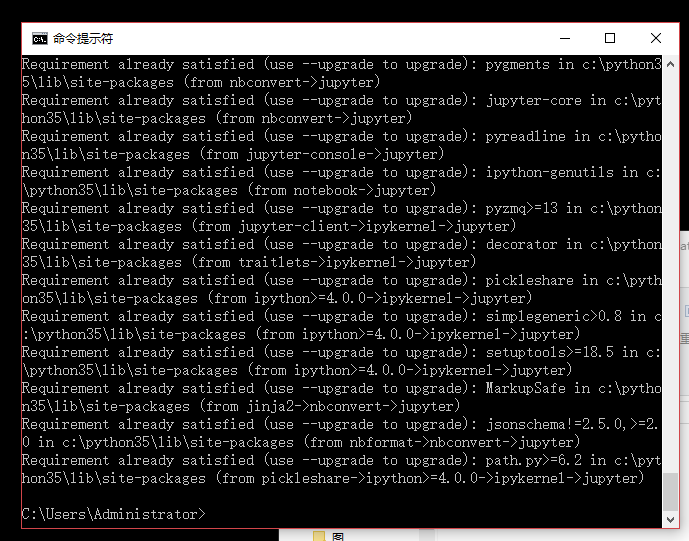 命令提示符
Requirement already satisfied (use --upgrade to upgrade): pygments in c:\python3
5\lib\site-packages (from nbconvert->jupyter)
Requirement already satisfied (use --upgrade to upgrade): jupyter-core in c:\pyt
hon35\lib\site-packages (from nbconvert->jupyter)
Requirement already satisfied (use --upgrade to upgrade): pyreadline in c:\pytho
n35\lib\site-packages (from jupyter-console->jupyter)
Requirement already satisfied (use --upgrade to upgrade): ipython-genutils in c:
\python35\lib\site-packages (from notebook->jupyter)
Requirement already satisfied (use --upgrade to upgrade): pyzmq>=13 in c:\python
35\lib\site-packages (from jupyter-client->ipykernel->jupyter)
Requirement already satisfied (use --upgrade to upgrade): decorator in c:\python
35\lib\site-packages (from traitlets->ipykernel->jupyter)
Requirement already satisfied (use --upgrade to upgrade): pickleshare in c:\pyth
on35\lib\site-packages (from ipython>=4.0.0->ipykernel->jupyter)
Requirement already satisfied (use --upgrade to upgrade): simplegeneric>0.8 in c
:\python35\lib\site-packages (from ipython>=4.0.0->ipykernel->jupyter)
Requirement already satisfied (use --upgrade to upgrade): setuptools>=18.5 in c:
\python35\lib\site-packages (from ipython>=4.0.0->ipykernel->jupyter)
Requirement already satisfied (use --upgrade to upgrade): MarkupSafe in c:\pytho
n35\lib\site-packages (from jinja2->nbconvert->jupyter)
Requirement already satisfied (use --upgrade to upgrade): jsonschema!=2.5.0,>=2.
0 in c:\python35\lib\site-packages (from nbformat->nbconvert->jupyter)
Requirement already satisfied (use --upgrade to upgrade): path.py>=6.2 in c:\pyt
hon35\lib\site-packages (from pickleshare->ipython>=4.0.0->ipykernel->jupyter)
C:\Users\Administrator>